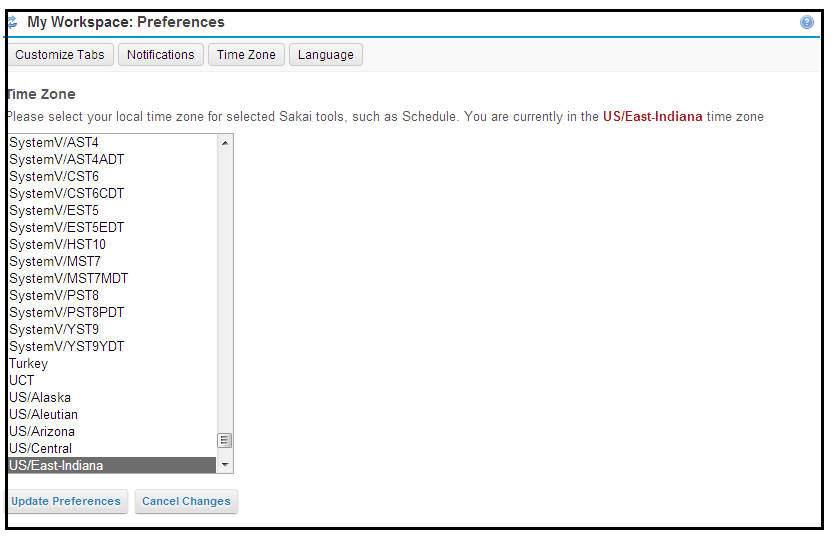 My Workspace: Preferences
Customize Tabs Notifications Time Zone Language
Time Zone
Please select your local time zone for selected Sakai tools, such as Schedule. You are currently in the US/East-Indiana time zone
SystemV/AST4
SystemV/AST4ADT
SystemV/CST6
SystemV/CST6CDT
SystemV/EST5
SystemV/EST5EDT
SystemV/HST10
SystemV/MST7
SystemV/MST7MDT
SystemV/PST8
SystemV/PST8PDT
SystemV/YST9
SystemV/YST9YDT
Turkey
UCT
US/Alaska
US/Aleutian
US/Arizona
US/Central
US/East-Indiana
Update Preferences Cancel Changes